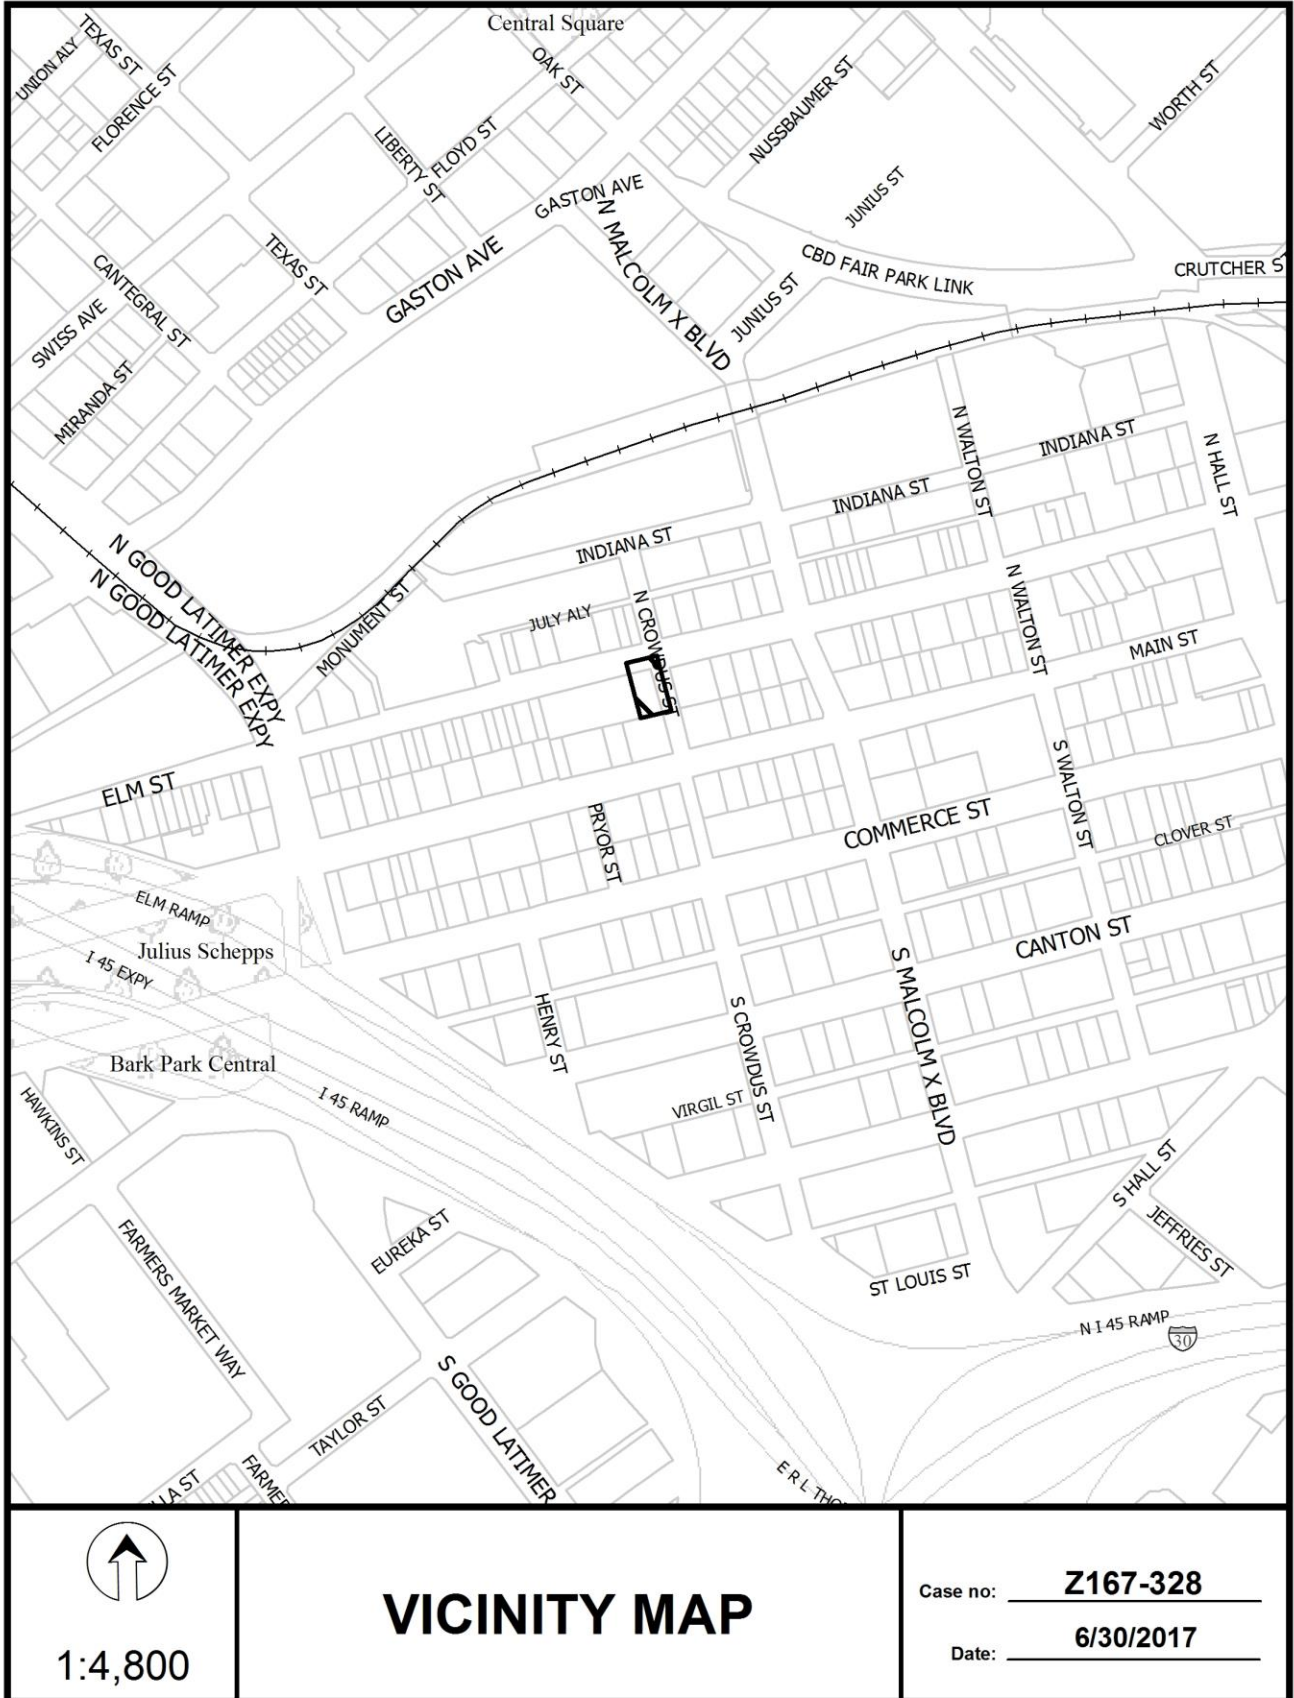 Central Square
TEXAS ST
UNION ALY
FLORENCE ST
OAK ST
LIBERTY ST
FLOYD ST
NUSSBAUMER ST
WORTH ST
GASTON AVE
JUNIUS ST
N MALCOLM X BLVD
CANTEGRAL ST
TEXAS ST
GASTON AVE
CBD FAIR PARK LINK
CRUTCHER S
SWISS AVE
JUNIUS ST
MIRANDA ST
N WALTON ST
INDIANA ST
N HALL ST
INDIANA ST
N GOOD LATIMER EXPY
N GOOD LATIMER EXPY
INDIANA ST
MONUMENT ST
JULY ALY
N CROWDUS ST
N WALTON ST
MAIN ST
ELM ST
S WALTON ST
PRYOR ST
COMMERCE ST
CLOVER ST
ELM RAMP
Julius Schepps
I 45 EXPY
CANTON ST
S MALCOLM X BLVD
HENRY ST
S CROWDUS ST
Bark Park Central
I 45 RAMP
VIRGIL ST
HAWKINS ST
S HALL ST
JEFFRIES ST
EUREKA ST
FARMERS MARKET WAY
ST LOUIS ST
N I 45 RAMP
30
S GOOD LATIMER
TAYLOR ST
LLA ST
FARMER
E R L THO
1:4,800
VICINITY MAP
Case no: Z167-328
Date: 6/30/2017